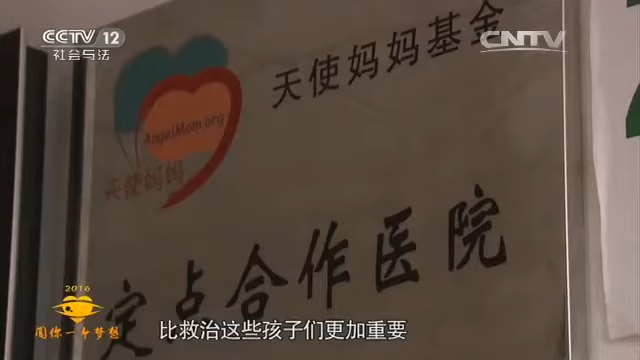 CCTV 12
社会与法
CNTV
天使妈妈基金
AngelMom.org
天使妈妈
定点合作医院
2016
圆你一个梦想
比救治这些孩子们更加重要